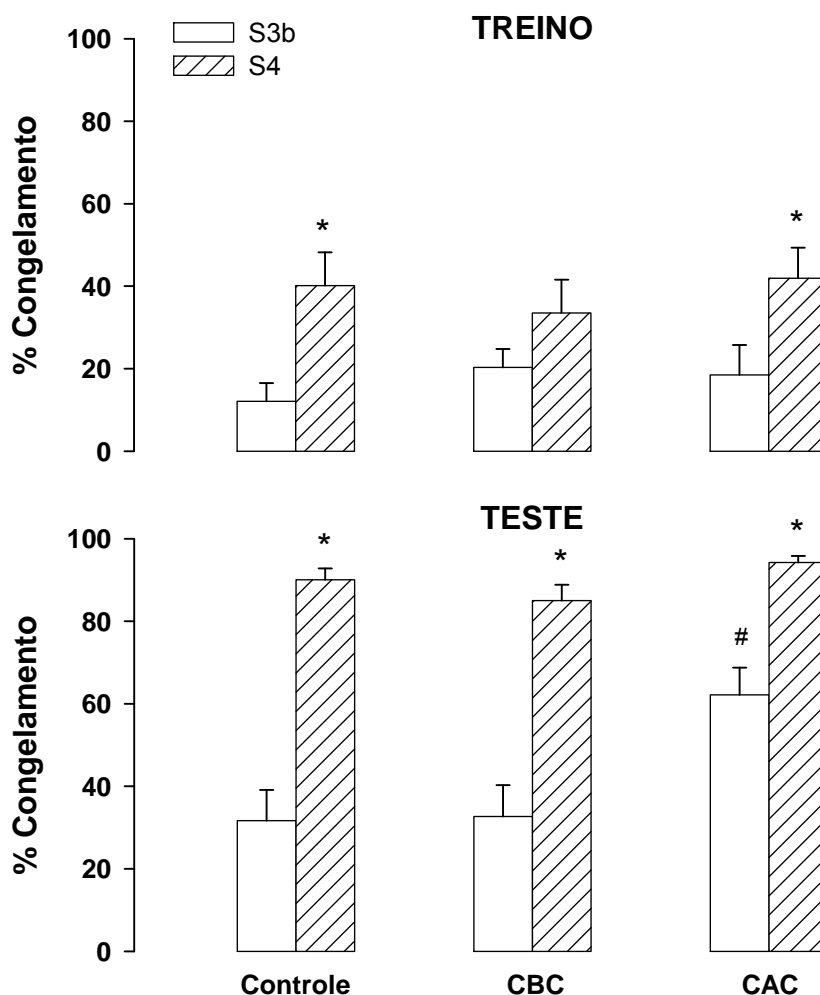 TREINO
S3b
S4
% Congelamento
100
80
60
40
20
0
*
*
TESTE
% Congelamento
100
80
60
40
20
0
*
*
#
*
Controle CBC CAC